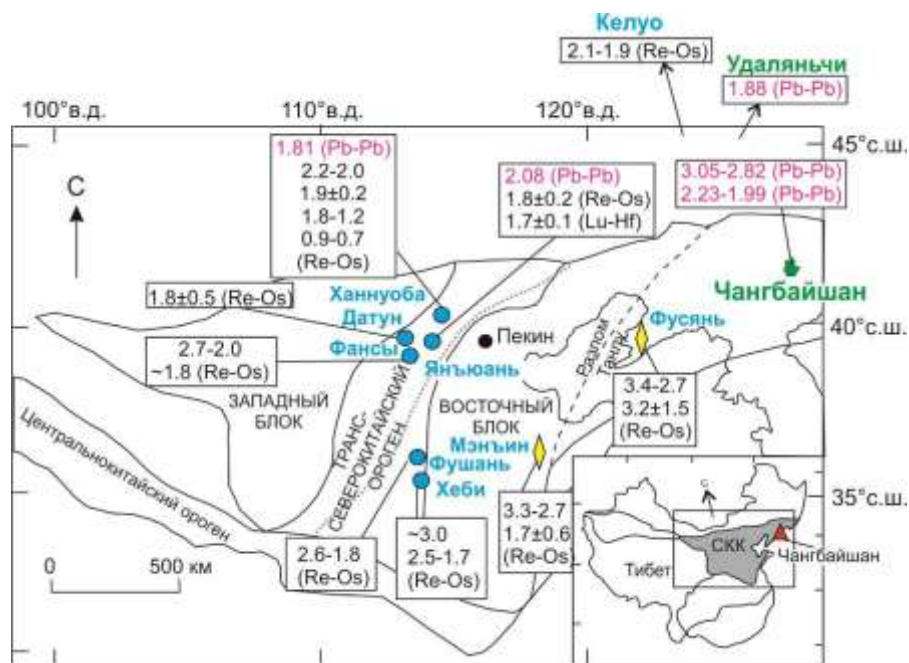 Келуо
2.1-1.9 (Re-Os)
Удаляньчи
1.88 (Pb-Pb)
100°в.д.
110°в.д.
120°в.д.
45°с.ш.
С
1.81 (Pb-Pb)
2.2-2.0
1.9±0.2
1.8-1.2
0.9-0.7
(Re-Os)
2.08 (Pb-Pb)
1.8±0.2 (Re-Os)
1.7±0.1 (Lu-Hf)
3.05-2.82 (Pb-Pb)
2.23-1.99 (Pb-Pb)
Чангбайшан
1.8±0.5 (Re-Os)
Ханнуоба
Датун
Фансы
Янъюань
Пекин
Фусянь
40°с.ш.
2.7-2.0
~1.8 (Re-Os)
Разлом
Танлу
3.4-2.7
3.2±1.5
(Re-Os)
ЗАПАДНЫЙ
БЛОК
ТРАНС-
СЕВЕРОКИТАЙСКИЙ
ОРОГЕН
ВОСТОЧНЫЙ
БЛОК
Мэнъин
Фушань
Хеби
Центральнокитайский ороген
35°с.ш.
0 500 км
2.6-1.8
(Re-Os)
~3.0
2.5-1.7
(Re-Os)
3.3-2.7
1.7±0.6
(Re-Os)
СКК
Тибет
Чангбайшан